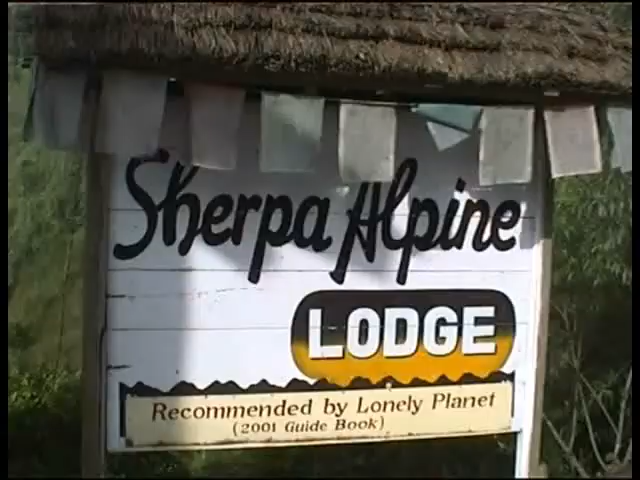 Sherpa Alpine
LODGE
Recommended by Lonely Planet
(2001 Guide Book)